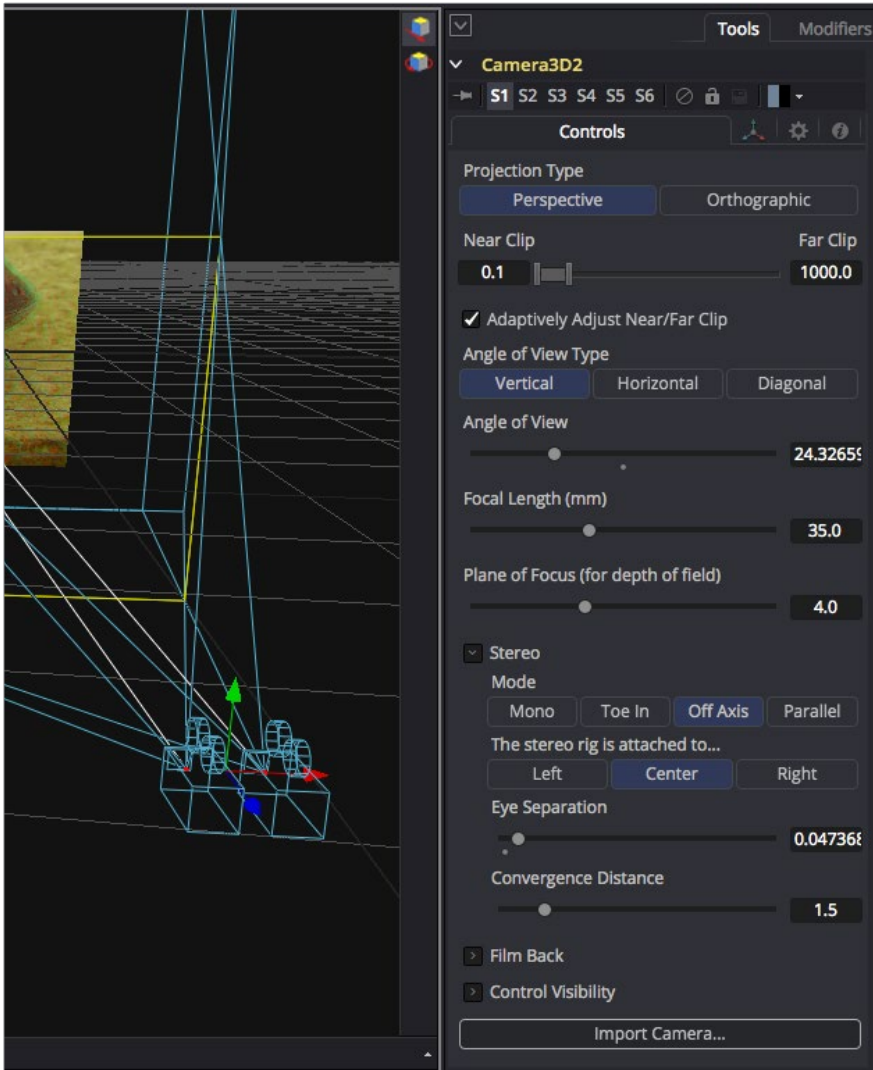 Tools Modifiers
Camera3D2
S1 S2 S3 S4 S5 S6
Controls
Projection Type
Perspective Orthographic
Near Clip Far Clip
0.1 1000.0
Adaptively Adjust Near/Far Clip
Angle of View Type
Vertical Horizontal Diagonal
Angle of View
24.32659
Focal Length (mm)
35.0
Plane of Focus (for depth of field)
4.0
Stereo
Mode
Mono Toe In Off Axis Parallel
The stereo rig is attached to...
Left Center Right
Eye Separation
0.047368
Convergence Distance
1.5
Film Back
Control Visibility
Import Camera...